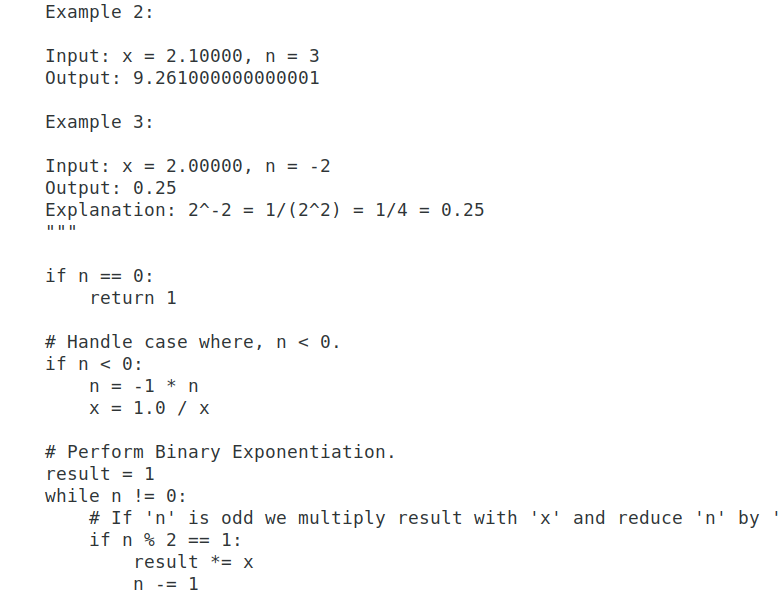 Example 2:
Input: x = 2.10000, n = 3
Output: 9.261000000000001
Example 3:
Input: x = 2.00000, n = -2
Output: 0.25
Explanation: 2^-2 = 1/(2^2) = 1/4 = 0.25
"""
if n == 0:
    return 1
# Handle case where, n < 0.
if n < 0:
    n = -1 * n
    x = 1.0 / x
# Perform Binary Exponentiation.
result = 1
while n != 0:
    # If 'n' is odd we multiply result with 'x' and reduce 'n' by '
    if n % 2 == 1:
        result *= x
        n -= 1